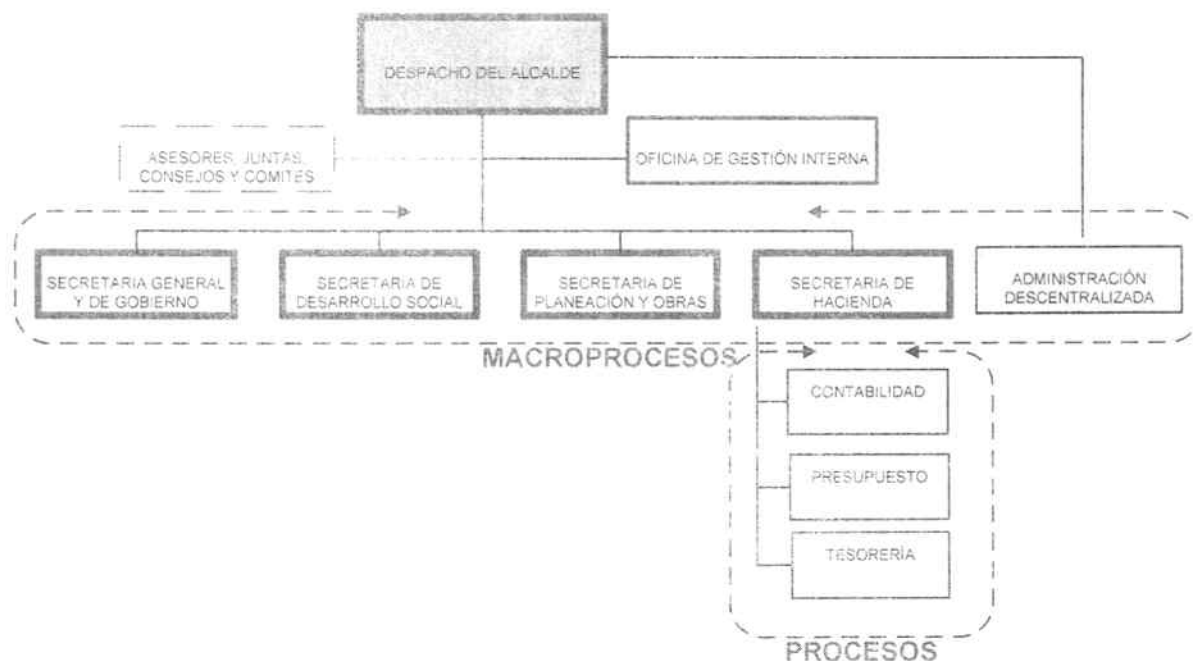 DESPACHO DEL ALCALDE
ASESORES, JUNTAS,
CONSEJOS Y COMITES
OFICINA DE GESTIÓN INTERNA
SECRETARIA GENERAL
Y DE GOBIERNO
SECRETARIA DE
DESARROLLO SOCIAL
SECRETARIA DE
PLANEACIÓN Y OBRAS
SECRETARIA DE
HACIENDA
ADMINISTRACIÓN
DESCENTRALIZADA
MACROPROCESOS
CONTABILIDAD
PRESUPUESTO
TESORERÍA
PROCESOS